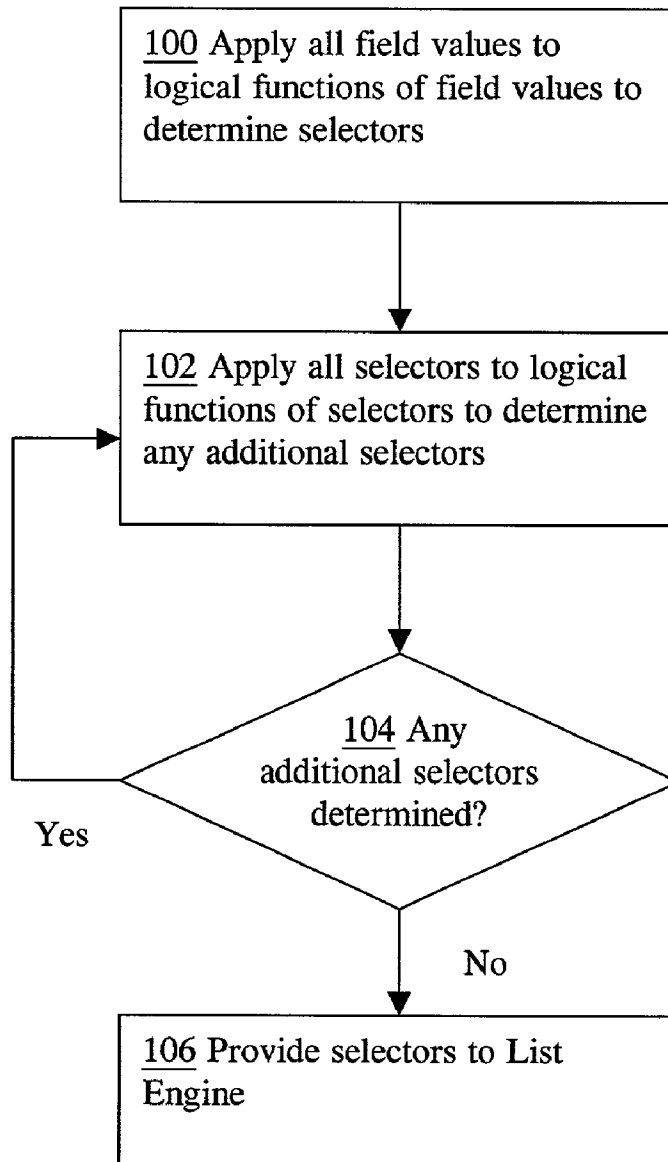 100 Apply all field values to
logical functions of field values to
determine selectors
102 Apply all selectors to logical
functions of selectors to determine
any additional selectors
104 Any
additional selectors
determined?
Yes
No
106 Provide selectors to List
Engine